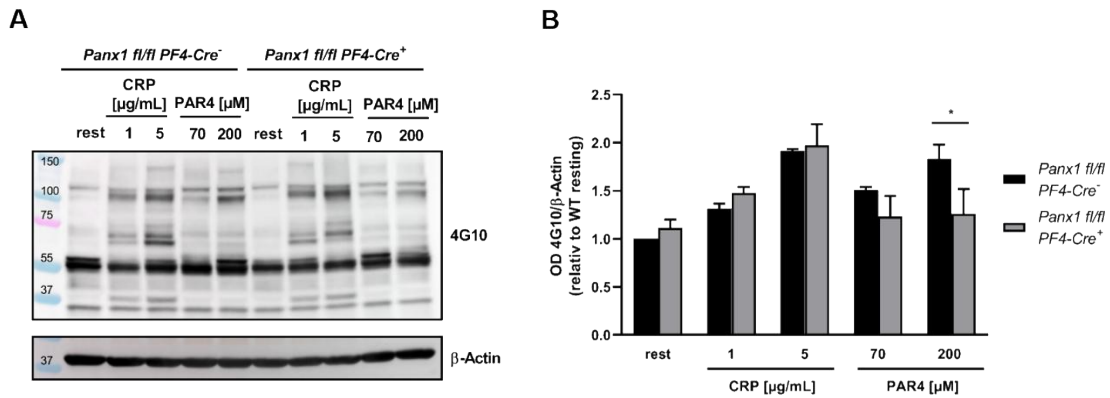 A
Panx1 fl/fl PF4-Cre-
Panx1 fl/fl PF4-Cre+
CRP
[µg/mL]
PAR4 [µM]
CRP
[µg/mL]
PAR4 [µM]
rest 1 5 70 200 rest 1 5 70 200
150
100
75
55
37
4G10
37
β-Actin
B
OD 4G10/β-Actin
(relativ to WT resting)
2.5
2.0
1.5
1.0
0.5
0.0
*
rest 1 5 70 200
CRP [µg/mL] PAR4 [µM]
Panx1 fl/fl
PF4-Cre-
Panx1 fl/fl
PF4-Cre+